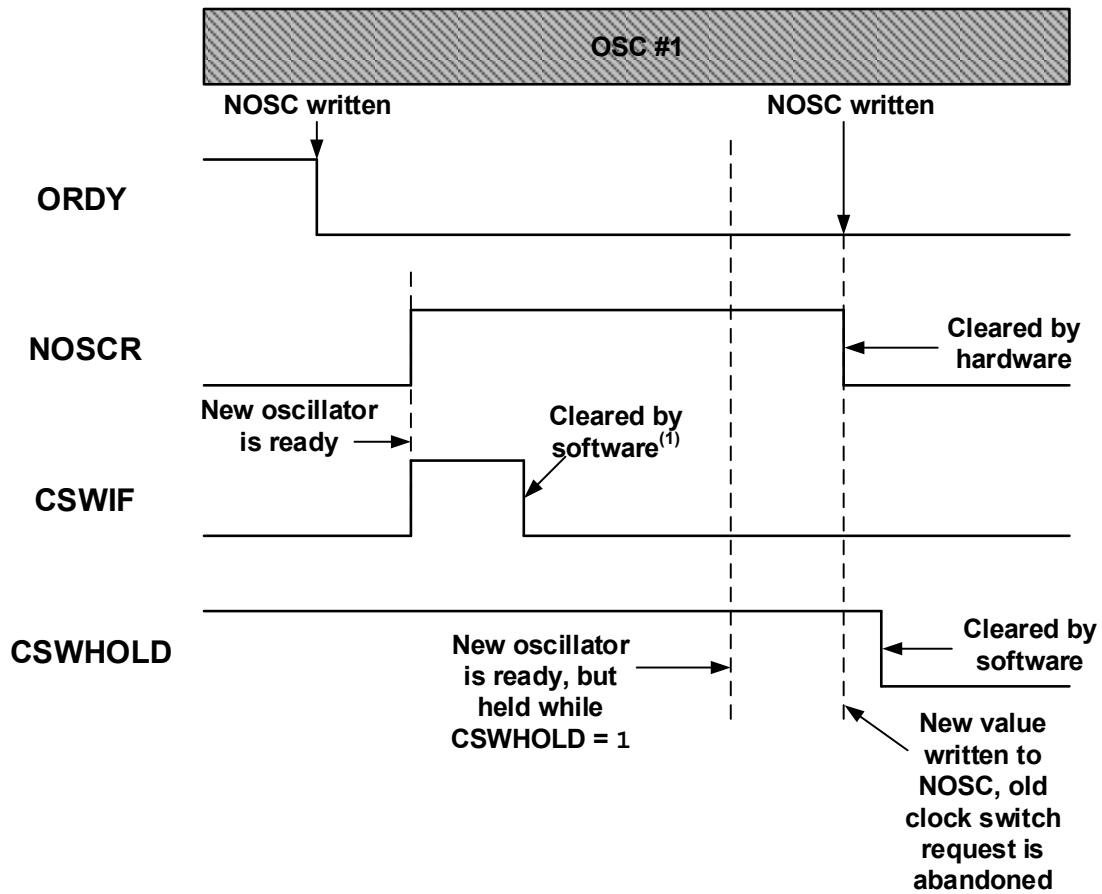 OSC #1
NOSC written
NOSC written
ORDY
NOSCR
Cleared by
hardware
New oscillator
is ready
Cleared by
software(1)
CSWIF
CSWHOLD
New oscillator
is ready, but
held while
CSWHOLD = 1
Cleared by
software
New value
written to
NOSC, old
clock switch
request is
abandoned